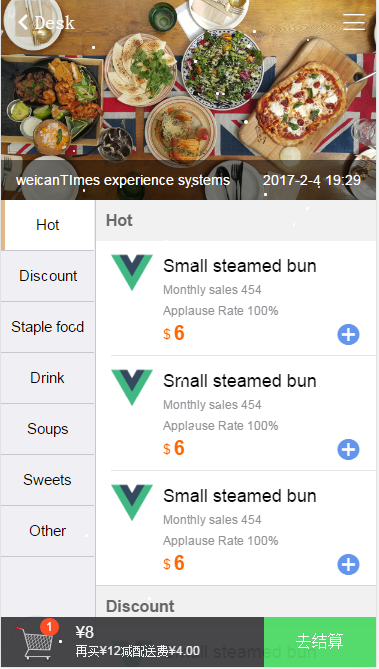 Desk
weicanTImes experience systems
2017-2-4 19:29
Hot
Discount
Staple food
Drink
Soups
Sweets
Other
Hot
Small steamed bun
Monthly sales 454
Applause Rate 100%
$ 6
Small steamed bun
Monthly sales 454
Applause Rate 100%
$ 6
Small steamed bun
Monthly sales 454
Applause Rate 100%
$ 6
Discount
1
¥8
再买¥12减配送费¥4.00
去结算